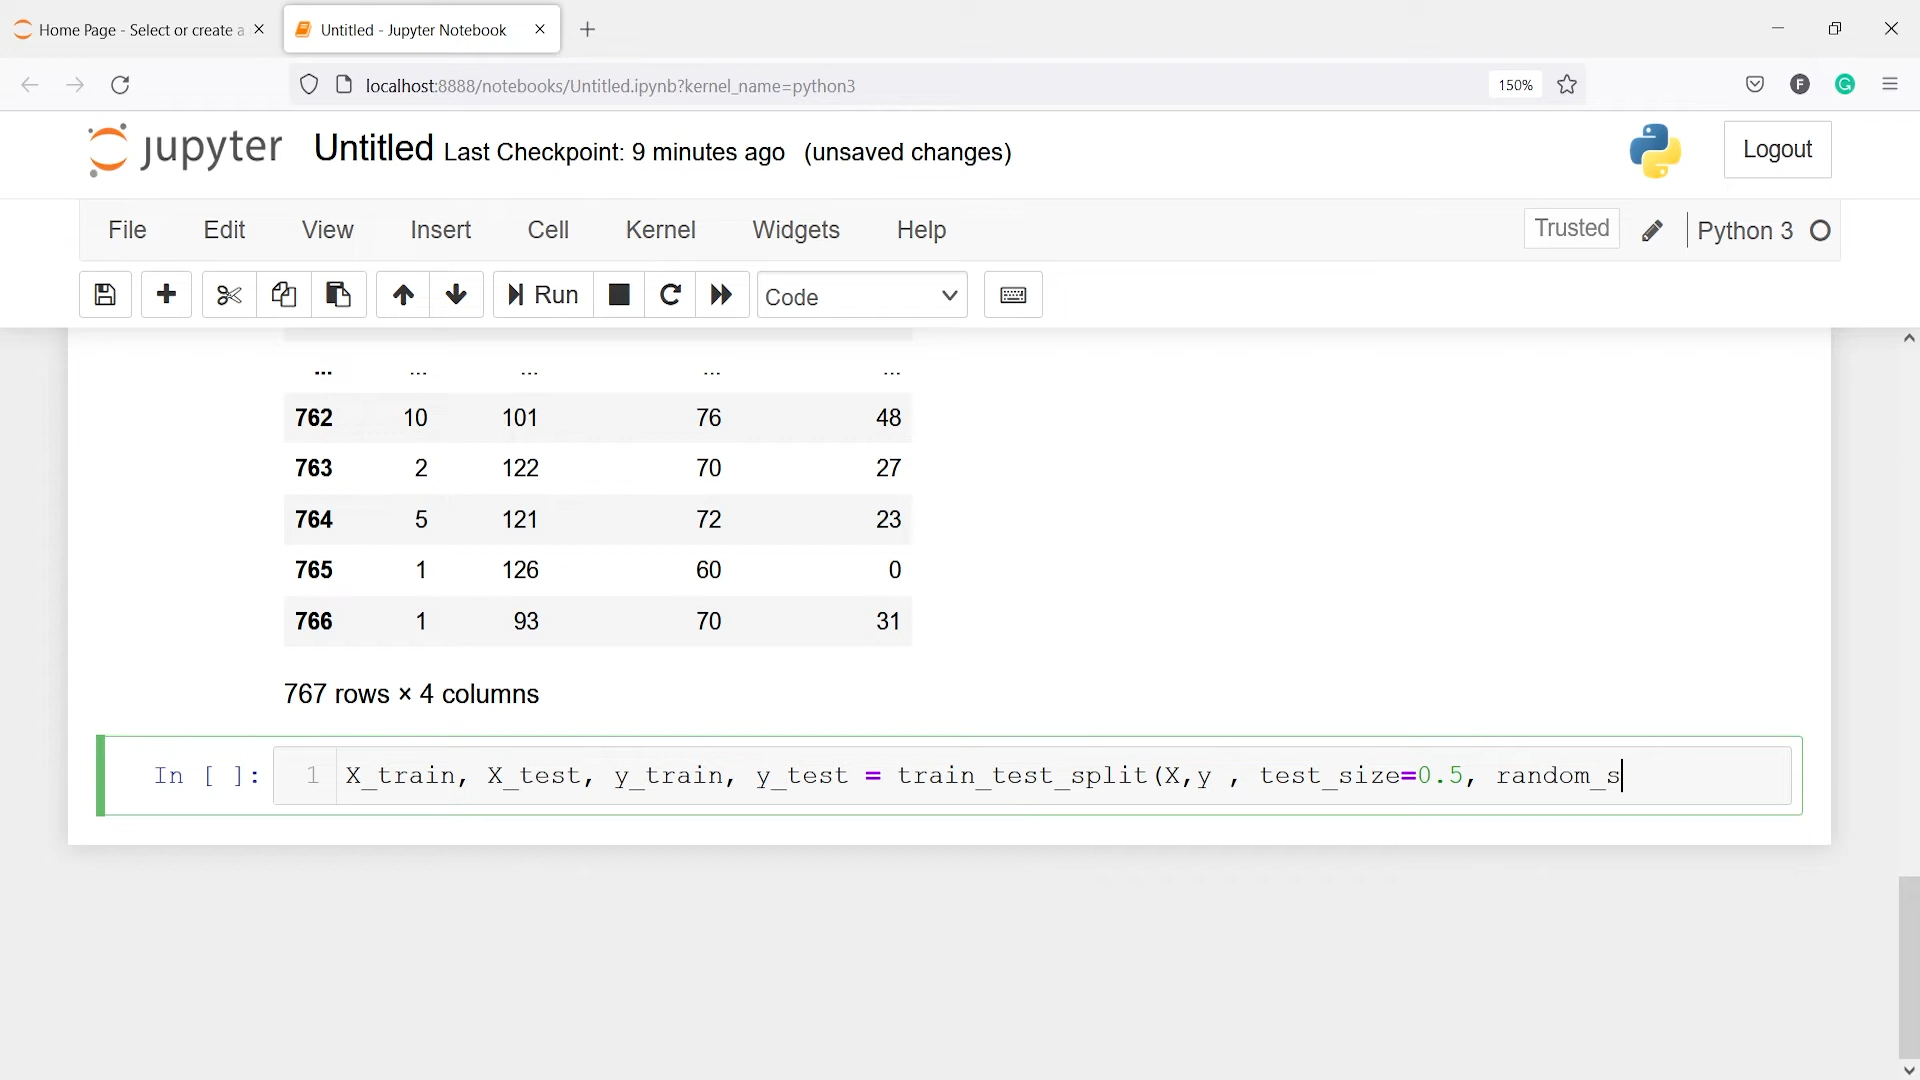 Home Page - Select or create a
Untitled - Jupyter Notebook
localhost:8888/notebooks/Untitled.ipynb?kernel_name=python3
150%
F
G
jupyter Untitled Last Checkpoint: 9 minutes ago (unsaved changes)
Logout
File Edit View Insert Cell Kernel Widgets Help
Trusted
Python 3
Run
Code
... ... ... ... ...
762 10 101 76 48
763 2 122 70 27
764 5 121 72 23
765 1 126 60 0
766 1 93 70 31
767 rows × 4 columns
In [ ]: 1 X_train, X_test, y_train, y_test = train_test_split(X,y , test_size=0.5, random_s